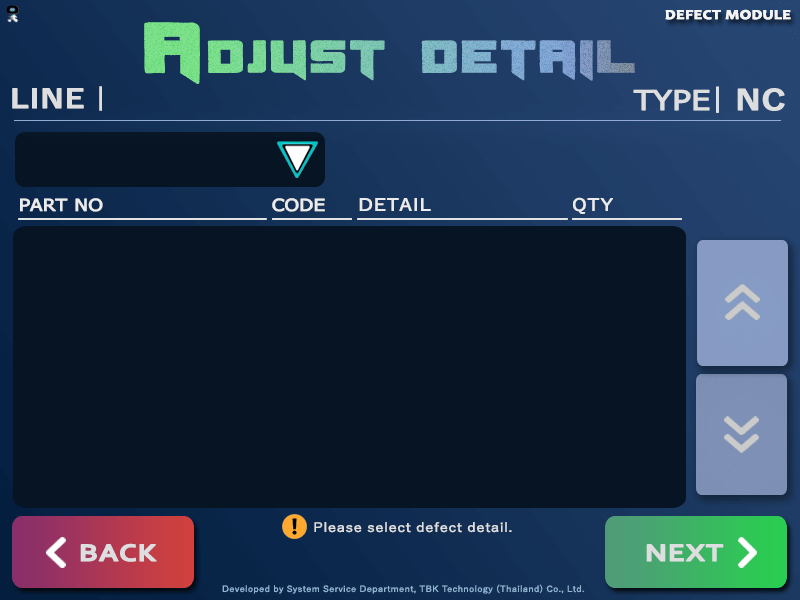 DEFECT MODULE
ADJUST DETAIL
LINE |
TYPE| NC
PART NO CODE DETAIL QTY
! Please select defect detail.
BACK
NEXT
Developed by System Service Department, TBK Technology (Thailand) Co., Ltd.